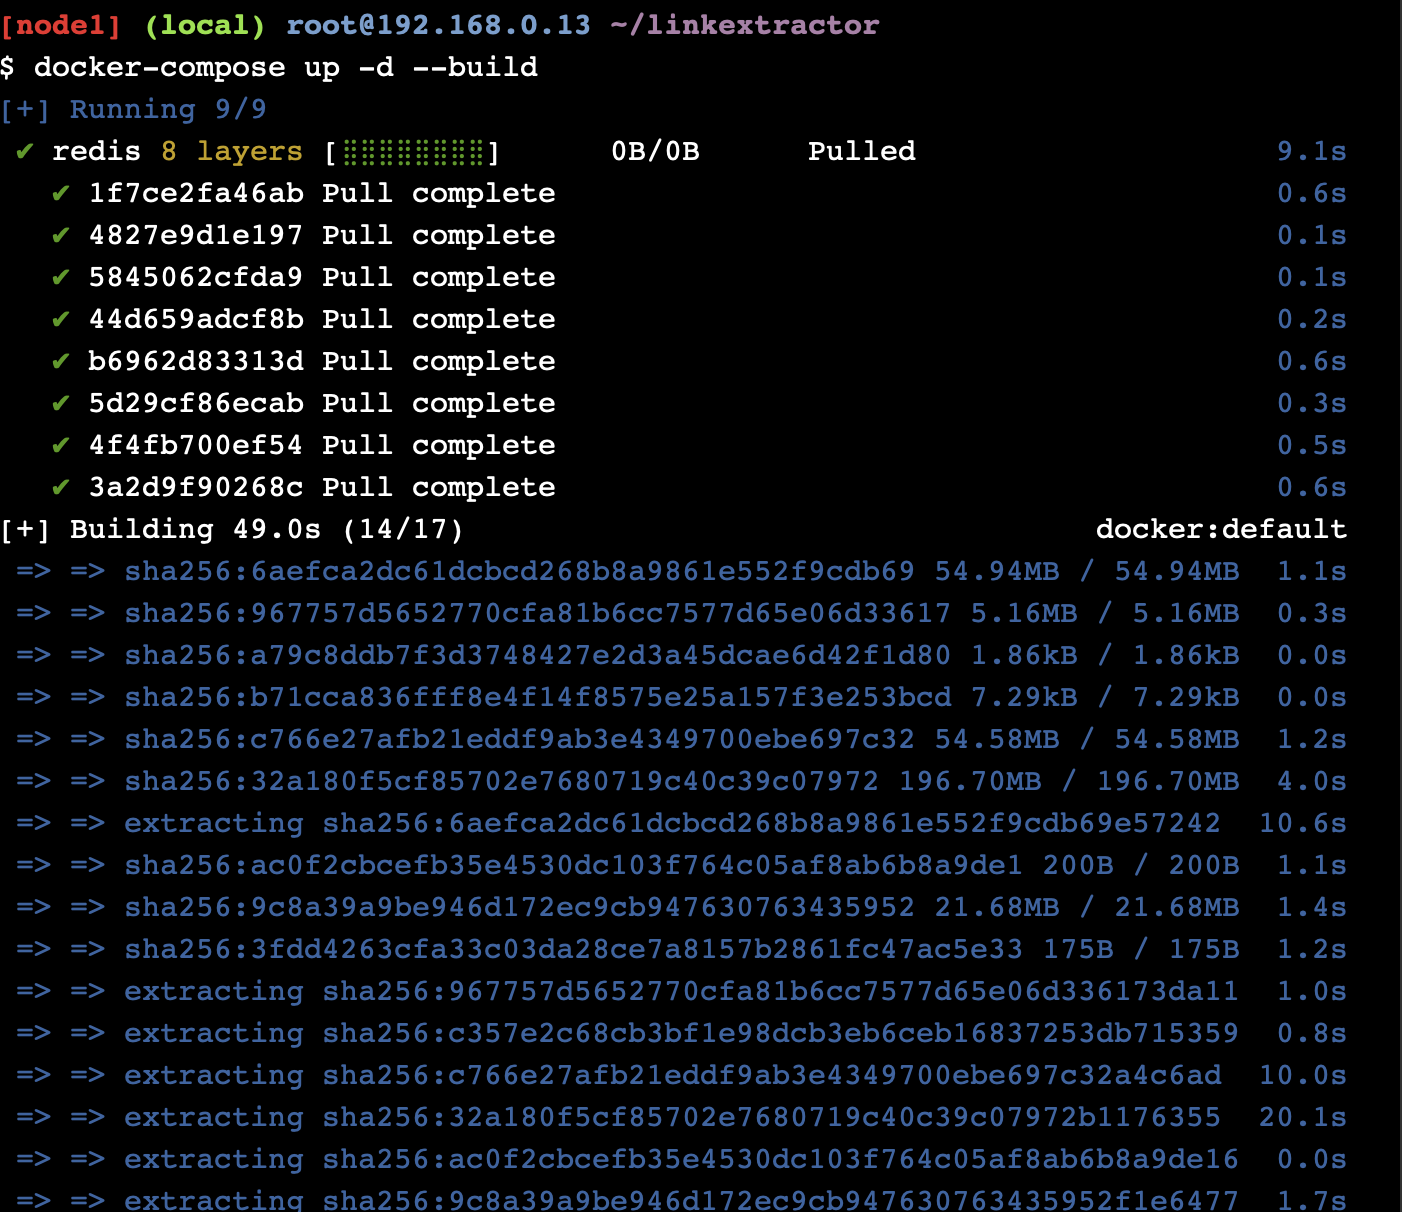 [node1] (local) root@192.168.0.13 ~/linkextractor
$ docker-compose up -d --build
[+] Running 9/9
✔ redis 8 layers [⣿⣿⣿⣿⣿⣿⣿⣿] 0B/0B Pulled 9.1s
✔ 1f7ce2fa46ab Pull complete 0.6s
✔ 4827e9d1e197 Pull complete 0.1s
✔ 5845062cfda9 Pull complete 0.1s
✔ 44d659adcf8b Pull complete 0.2s
✔ b6962d83313d Pull complete 0.6s
✔ 5d29cf86ecab Pull complete 0.3s
✔ 4f4fb700ef54 Pull complete 0.5s
✔ 3a2d9f90268c Pull complete 0.6s
[+] Building 49.0s (14/17) docker:default
=> => sha256:6aefca2dc61dcbcd268b8a9861e552f9cdb69 54.94MB / 54.94MB 1.1s
=> => sha256:967757d5652770cfa81b6cc7577d65e06d33617 5.16MB / 5.16MB 0.3s
=> => sha256:a79c8ddb7f3d3748427e2d3a45dcae6d42f1d80 1.86kB / 1.86kB 0.0s
=> => sha256:b71cca836fff8e4f14f8575e25a157f3e253bcd 7.29kB / 7.29kB 0.0s
=> => sha256:c766e27afb21eddf9ab3e4349700ebe697c32 54.58MB / 54.58MB 1.2s
=> => sha256:32a180f5cf85702e7680719c40c39c07972 196.70MB / 196.70MB 4.0s
=> => extracting sha256:6aefca2dc61dcbcd268b8a9861e552f9cdb69e57242 10.6s
=> => sha256:ac0f2cbcefb35e4530dc103f764c05af8ab6b8a9de1 200B / 200B 1.1s
=> => sha256:9c8a39a9be946d172ec9cb947630763435952 21.68MB / 21.68MB 1.4s
=> => sha256:3fdd4263cfa33c03da28ce7a8157b2861fc47ac5e33 175B / 175B 1.2s
=> => extracting sha256:967757d5652770cfa81b6cc7577d65e06d336173da11 1.0s
=> => extracting sha256:c357e2c68cb3bf1e98dcb3eb6ceb16837253db715359 0.8s
=> => extracting sha256:c766e27afb21eddf9ab3e4349700ebe697c32a4c6ad 10.0s
=> => extracting sha256:32a180f5cf85702e7680719c40c39c07972b1176355 20.1s
=> => extracting sha256:ac0f2cbcefb35e4530dc103f764c05af8ab6b8a9de16 0.0s
=> => extracting sha256:9c8a39a9be946d172ec9cb947630763435952f1e6477 1.7s